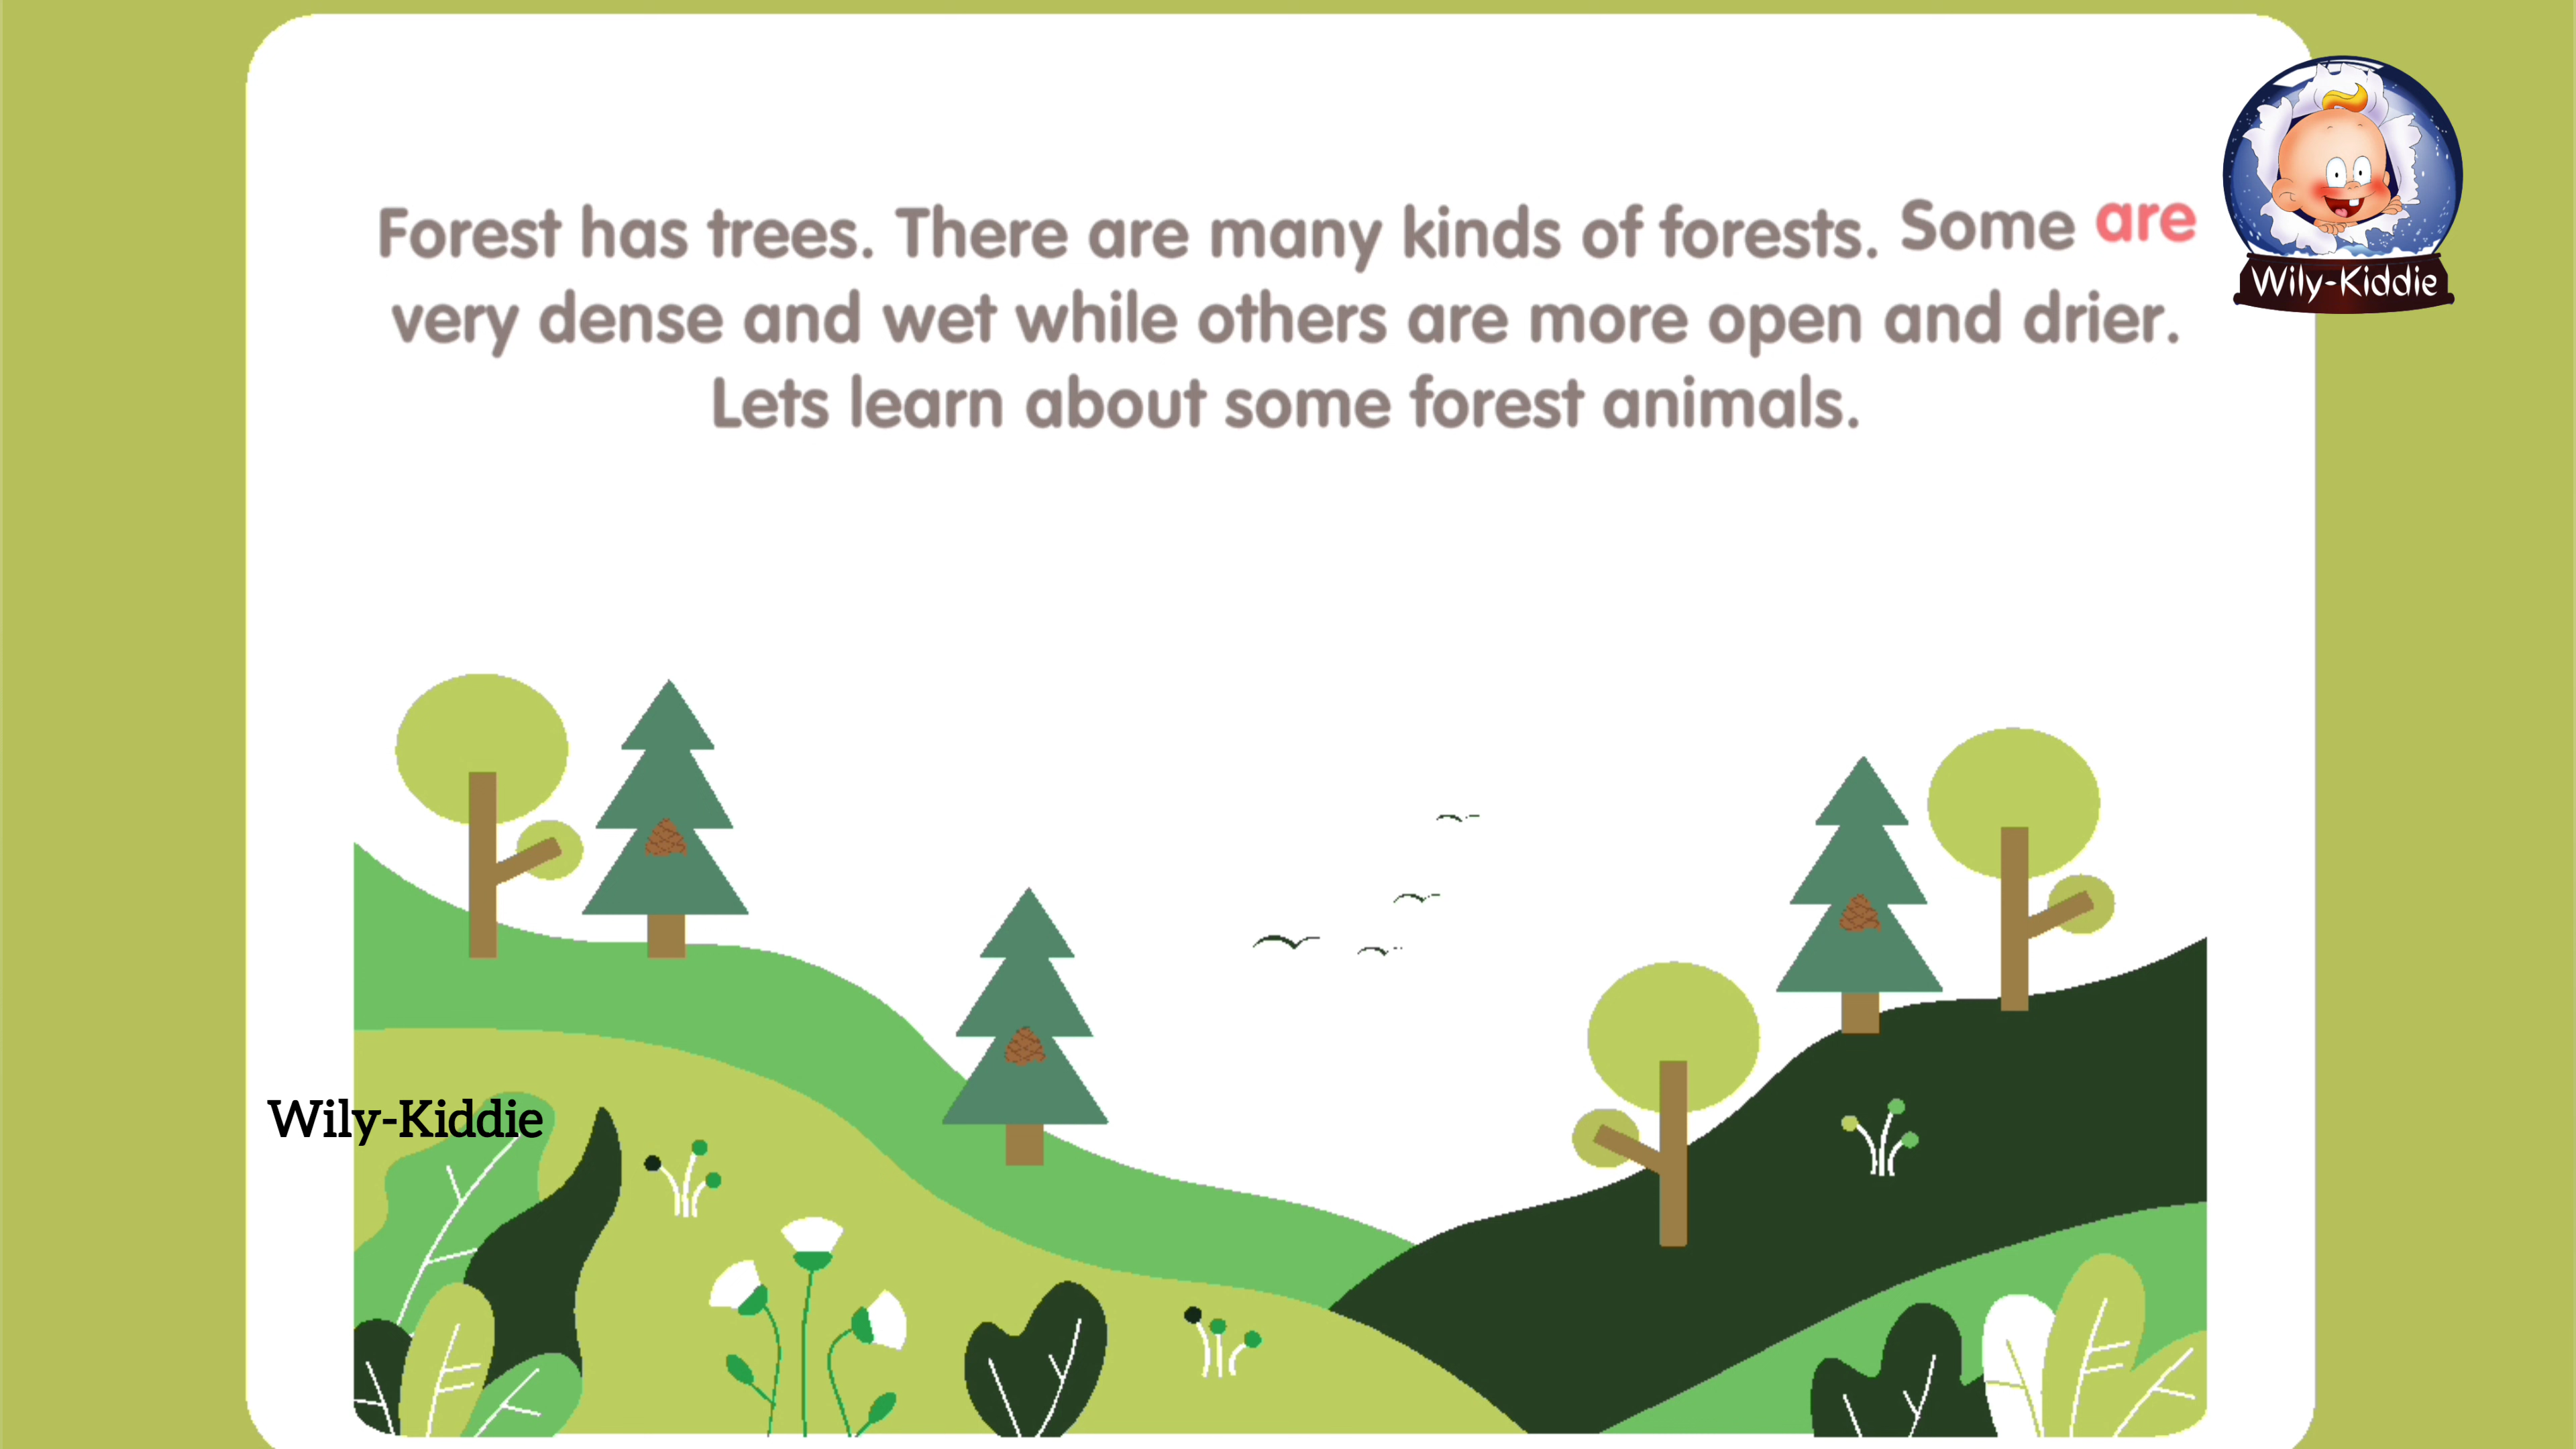 Forest has trees. There are many kinds of forests. Some are
very dense and wet while others are more open and drier.
Lets learn about some forest animals.
Wily-Kiddie
Wily-Kiddie